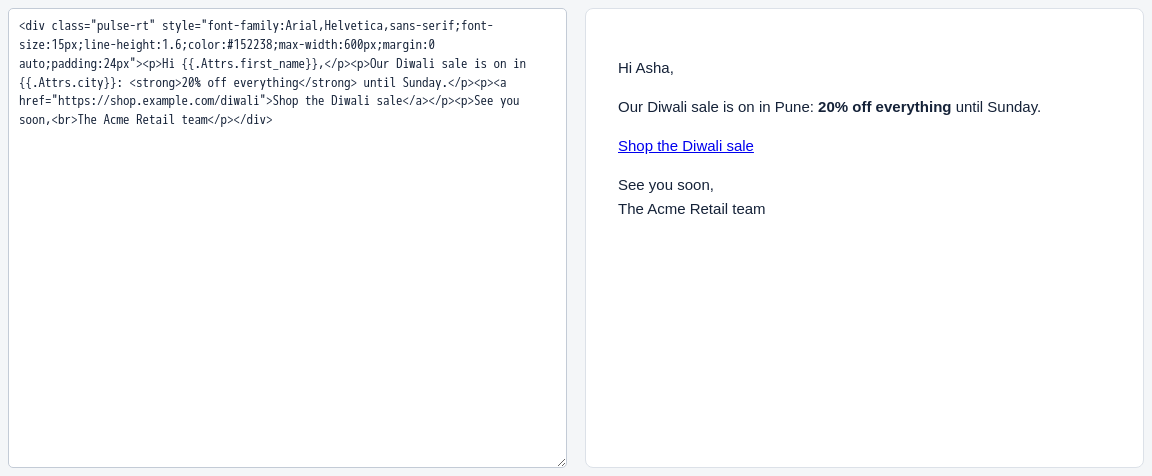 <div class="pulse-rt" style="font-family:Arial,Helvetica,sans-serif;font-
size:15px;line-height:1.6;color:#152238;max-width:600px;margin:0
auto;padding:24px"><p>Hi {{.Attrs.first_name}},</p><p>Our Diwali sale is on in
{{.Attrs.city}}: <strong>20% off everything</strong> until Sunday.</p><p><a
href="https://shop.example.com/diwali">Shop the Diwali sale</a></p><p>See you
soon,<br>The Acme Retail team</p></div>
Hi Asha,
Our Diwali sale is on in Pune: 20% off everything until Sunday.
Shop the Diwali sale
See you soon,
The Acme Retail team